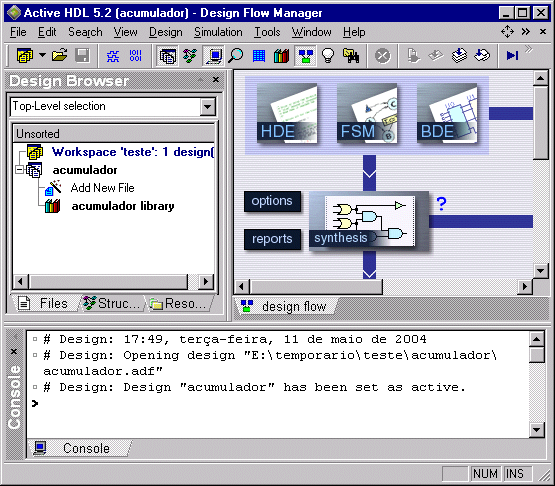 Active HDL 5.2 (acumulador) - Design Flow Manager
File Edit Search View Design Simulation Tools Window Help
Design Browser
Top-Level selection
Unsorted
Workspace 'teste': 1 design(
acumulador
Add New File
acumulador library
Files Struc... Reso...
HDE FSM BDE
options
reports
synthesis
?
design flow
# Design: 17:49, terça-feira, 11 de maio de 2004
# Design: Opening design "E:\temporario\teste\acumulador\
acumulador.adf"
# Design: Design "acumulador" has been set as active.
>
Console
Console
NUM INS